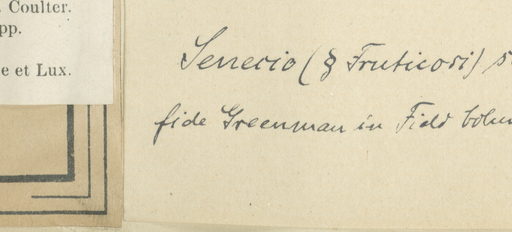 Coulter.
pp.
e et Lux.
Senecio (§ Fruticosi) s
fide Greenman in Field